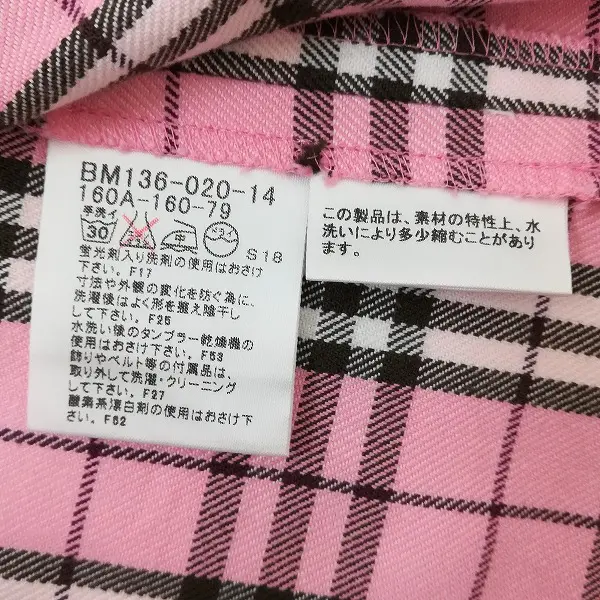 BM136-020-14
160A-160-79
手洗イ
30
中
S18
蛍光剤入り洗剤の使用はおさけ
下さい。F17
寸法や外観の変化を防ぐ為に、
洗濯後はよく形を整え陰干し
して下さい。F25
水洗い後のタンブラー乾燥機の
使用はおさけ下さい。F53
飾りやベルト等の付属品は、
取り外して洗濯・クリーニング
して下さい。F27
酸素系漂白剤の使用はおさけ下
さい。F62
この製品は、素材の特性上、水
洗いにより多少縮むことがあり
ます。